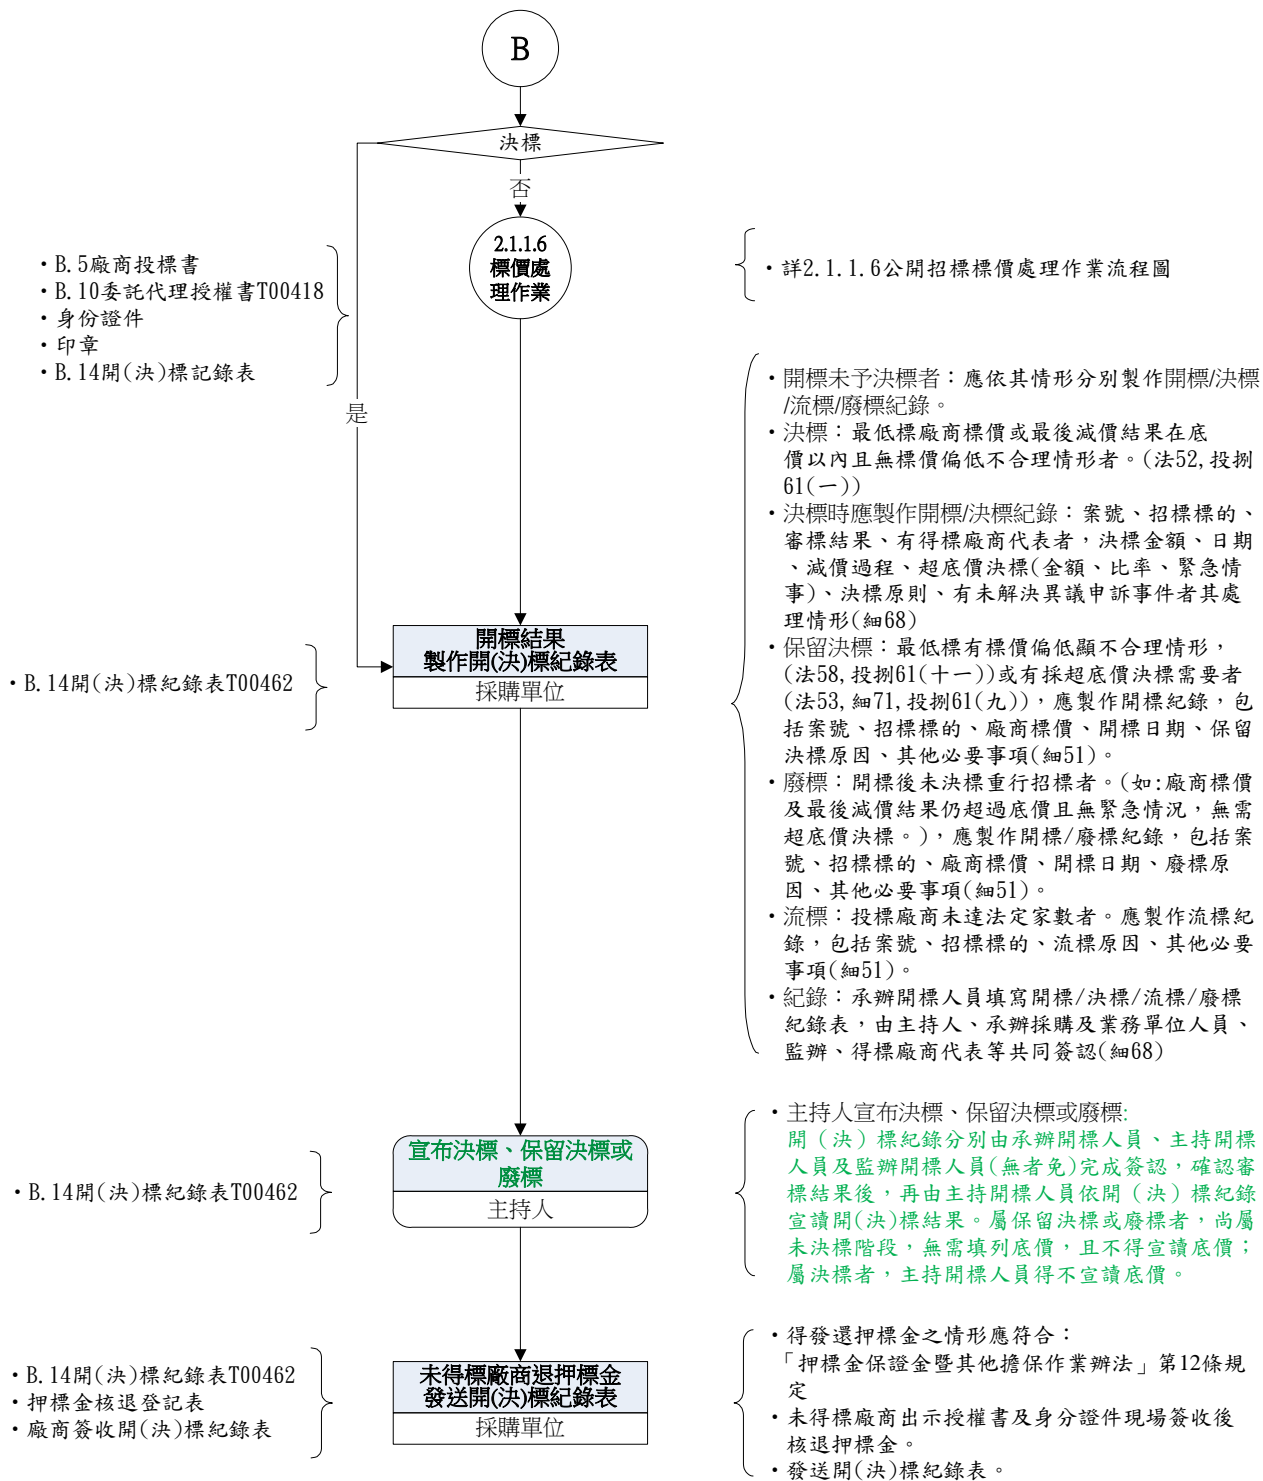 B
決標
否
2.1.1.6
標價處
理作業
・B.5廠商投標書
・B.10委託代理授權書T00418
・身份證件
・印章
・B.14開(決)標記錄表
・詳2.1.1.6公開招標標價處理作業流程圖
是
・開標未予決標者：應依其情形分別製作開標/決標
/流標/廢標紀錄。
・決標：最低標廠商標價或最後減價結果在底
價以內且無標價偏低不合理情形者。(法52,投捌
61(一))
・決標時應製作開標/決標紀錄：案號、招標標的、
審標結果、有得標廠商代表者，決標金額、日期
、減價過程、超底價決標(金額、比率、緊急情
事)、決標原則、有未解決異議申訴事件者其處
理情形(細68)
・保留決標：最低標有標價偏低顯不合理情形，
(法58,投捌61(十一))或有採超底價決標需要者
(法53,細71,投捌61(九))，應製作開標紀錄，包
括案號、招標標的、廠商標價、開標日期、保留
決標原因、其他必要事項(細51)。
・廢標：開標後未決標重行招標者。(如:廠商標價
及最後減價結果仍超過底價且無緊急情況，無需
超底價決標。)，應製作開標/廢標紀錄，包括案
號、招標標的、廠商標價、開標日期、廢標原
因、其他必要事項(細51)。
・流標：投標廠商未達法定家數者。應製作流標紀
錄，包括案號、招標標的、流標原因、其他必要
事項(細51)。
・紀錄：承辦開標人員填寫開標/決標/流標/廢標
紀錄表，由主持人、承辦採購及業務單位人員、
監辦、得標廠商代表等共同簽認(細68)
開標結果
製作開(決)標紀錄表
採購單位
・B.14開(決)標紀錄表T00462
宣布決標、保留決標或
廢標
主持人
・B.14開(決)標紀錄表T00462
・主持人宣布決標、保留決標或廢標:
開（決）標紀錄分別由承辦開標人員、主持開標
人員及監辦開標人員(無者免)完成簽認，確認審
標結果後，再由主持開標人員依開（決）標紀錄
宣讀開(決)標結果。屬保留決標或廢標者，尚屬
未決標階段，無需填列底價，且不得宣讀底價；
屬決標者，主持開標人員得不宣讀底價。
未得標廠商退押標金
發送開(決)標紀錄表
採購單位
・B.14開(決)標紀錄表T00462
・押標金核退登記表
・廠商簽收開(決)標紀錄表
・得發還押標金之情形應符合：
「押標金保證金暨其他擔保作業辦法」第12條規
定
・未得標廠商出示授權書及身分證件現場簽收後
核退押標金。
・發送開(決)標紀錄表。